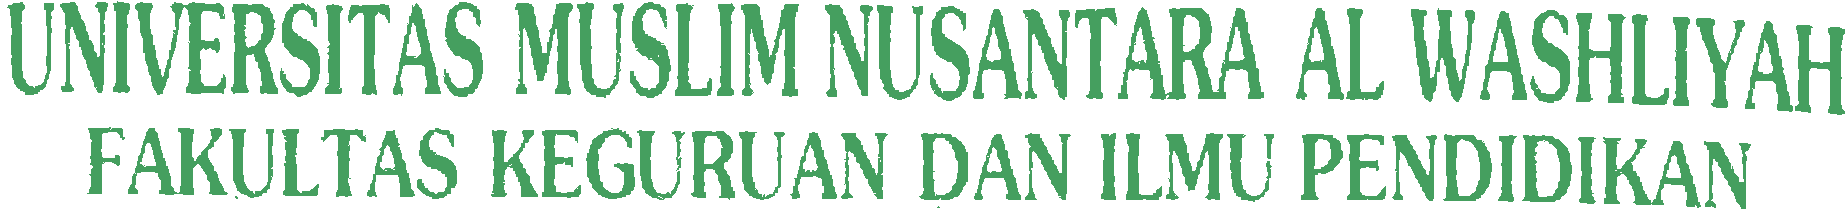 UNIVERSITAS MUSLIM NUSANTARA AL WASHLIYAH
FAKULTAS KEGURUAN DAN ILMU PENDIDIKAN